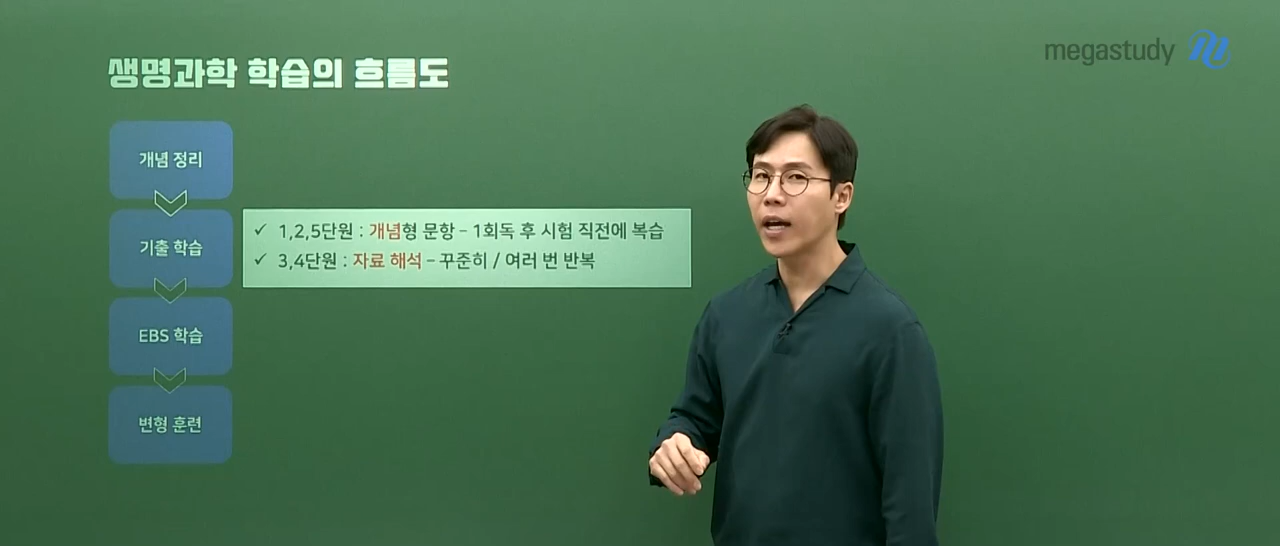 megastudy
생명과학 학습의 흐름도
개념 정리
기출 학습
✓ 1,2,5단원 : 개념형 문항 – 1회독 후 시험 직전에 복습
✓ 3,4단원 : 자료 해석 – 꾸준히 / 여러 번 반복
EBS 학습
변형 훈련